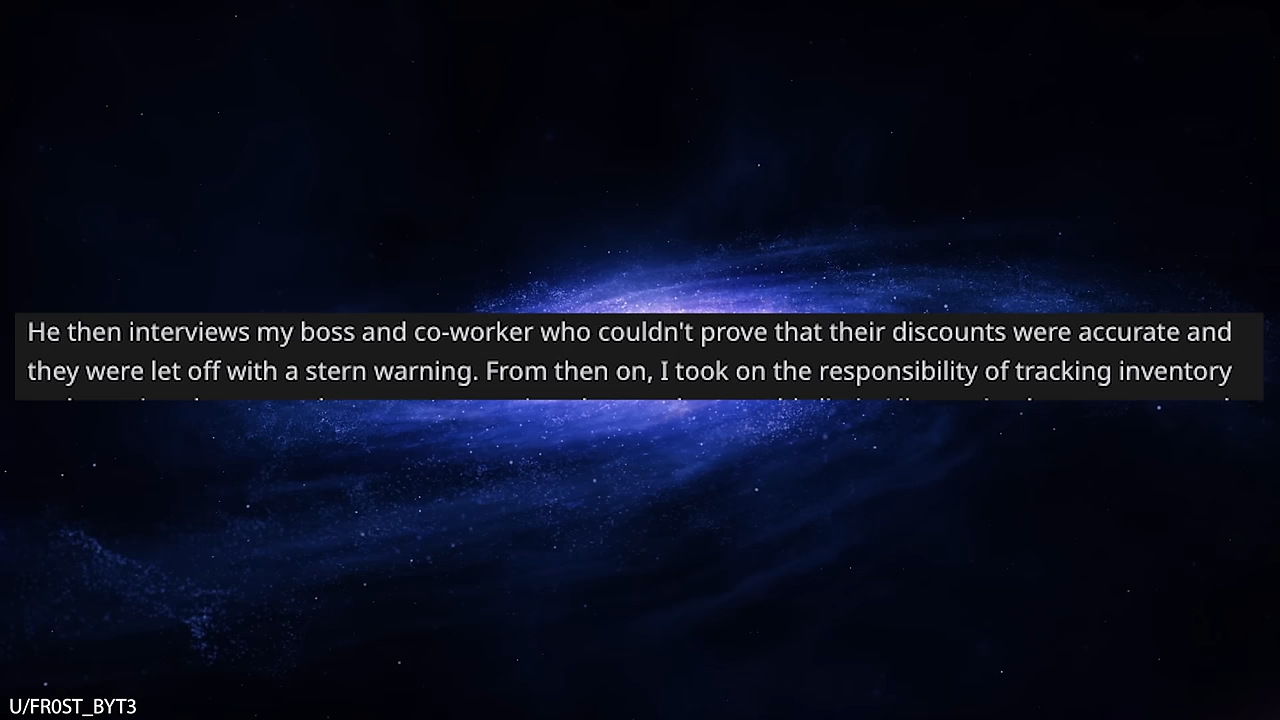 He then interviews my boss and co-worker who couldn't prove that their discounts were accurate and
they were let off with a stern warning. From then on, I took on the responsibility of tracking inventory
U/FR0ST_BYT3